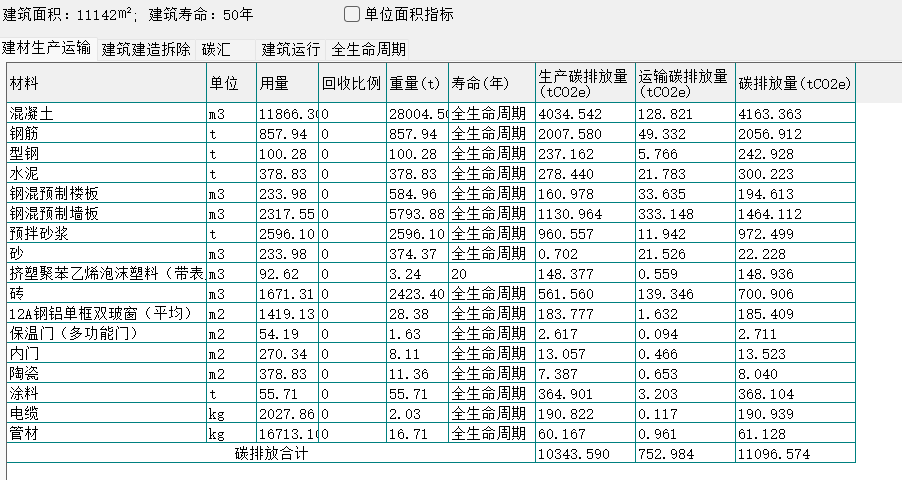 建筑面积：11142m²; 建筑寿命：50年 单位面积指标
建材生产运输 建筑建造拆除 碳汇 建筑运行 全生命周期
材料 单位 用量 回收比例 重量(t) 寿命(年) 生产碳排放量(tCO2e) 运输碳排放量(tCO2e) 碳排放量(tCO2e)
混凝土 m3 11866.30 0 28004.50 全生命周期 4034.542 128.821 4163.363
钢筋 t 857.94 0 857.94 全生命周期 2007.580 49.332 2056.912
型钢 t 100.28 0 100.28 全生命周期 237.162 5.766 242.928
水泥 t 378.83 0 378.83 全生命周期 278.440 21.783 300.223
钢混预制楼板 m3 233.98 0 584.96 全生命周期 160.978 33.635 194.613
钢混预制墙板 m3 2317.55 0 5793.88 全生命周期 1130.964 333.148 1464.112
预拌砂浆 t 2596.10 0 2596.10 全生命周期 960.557 11.942 972.499
砂 m3 233.98 0 374.37 全生命周期 0.702 21.526 22.228
挤塑聚苯乙烯泡沫塑料（带表 m3 92.62 0 3.24 20 148.377 0.559 148.936
砖 m3 1671.31 0 2423.40 全生命周期 561.560 139.346 700.906
12A钢铝单框双玻窗（平均） m2 1419.13 0 28.38 全生命周期 183.777 1.632 185.409
保温门（多功能门） m2 54.19 0 1.63 全生命周期 2.617 0.094 2.711
内门 m2 270.34 0 8.11 全生命周期 13.057 0.466 13.523
陶瓷 m2 378.83 0 11.36 全生命周期 7.387 0.653 8.040
涂料 t 55.71 0 55.71 全生命周期 364.901 3.203 368.104
电缆 kg 2027.86 0 2.03 全生命周期 190.822 0.117 190.939
管材 kg 16713.10 0 16.71 全生命周期 60.167 0.961 61.128
碳排放合计 10343.590 752.984 11096.574